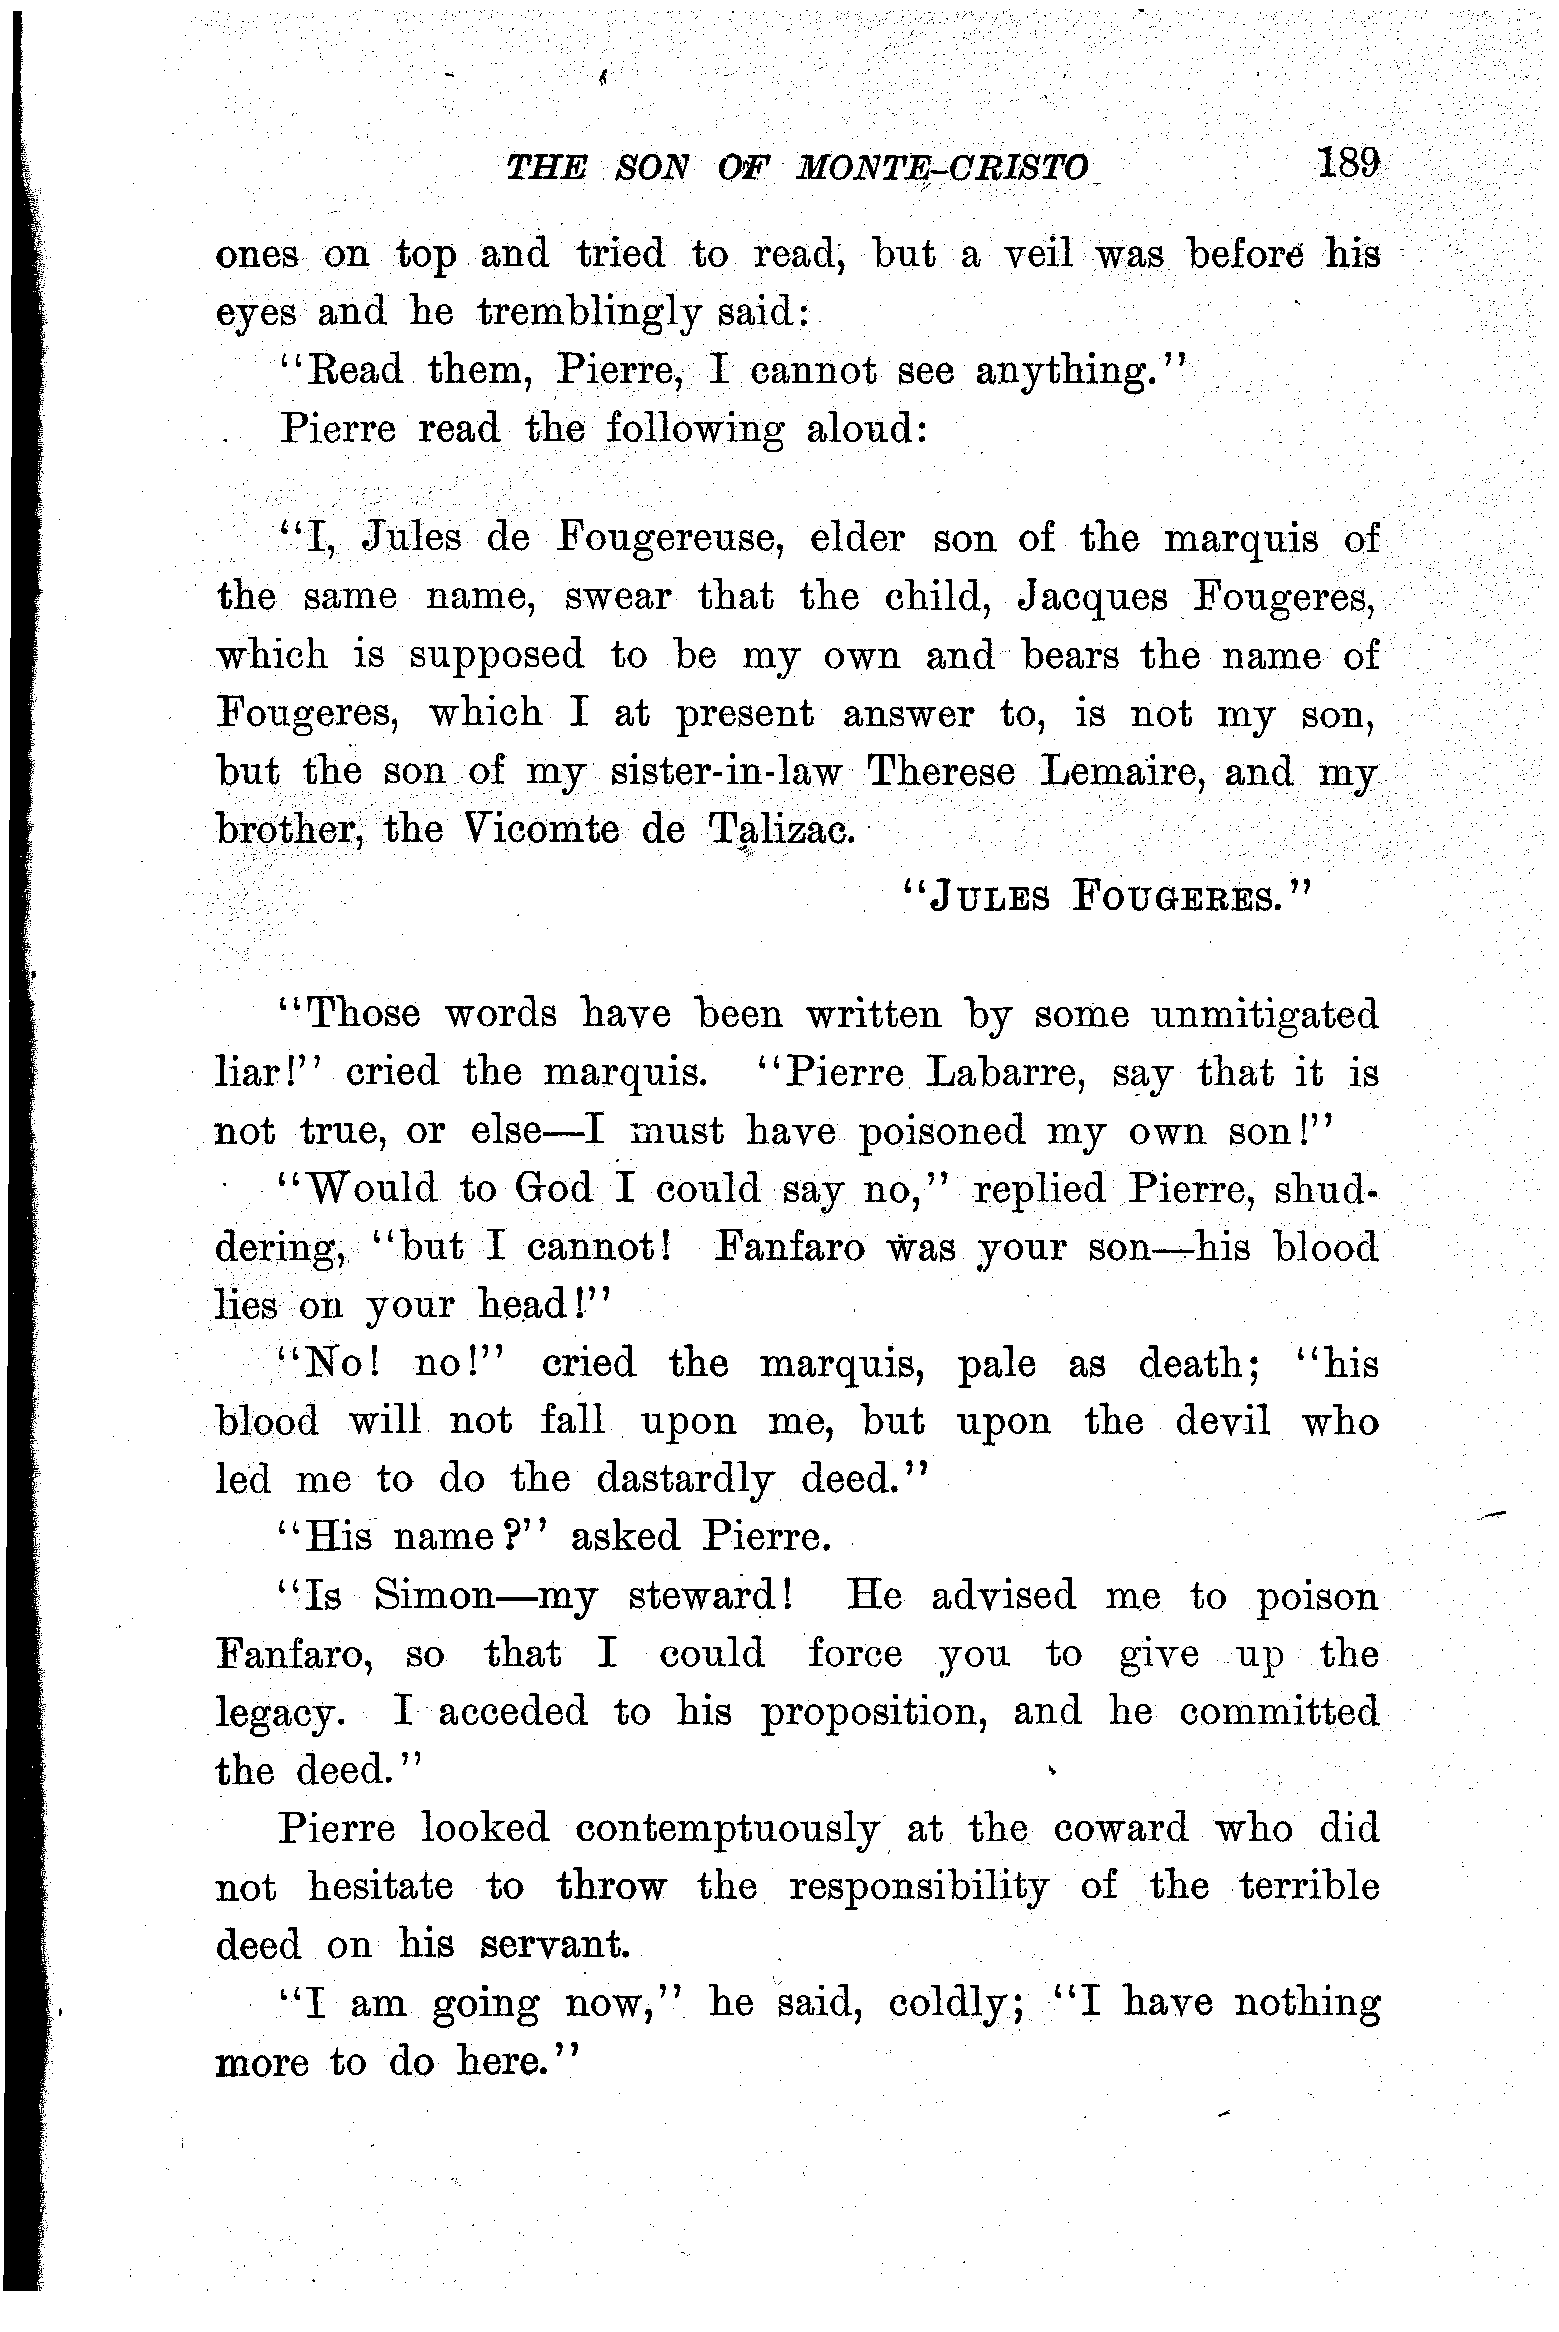 THE SON OF MONTE-CRISTO 189
ones on top and tried to read, but a veil was before his
eyes and he tremblingly said:
"Read them, Pierre, I cannot see anything."
Pierre read the following aloud:
"I, Jules de Fougereuse, elder son of the marquis of
the same name, swear that the child, Jacques Fougeres,
which is supposed to be my own and bears the name of
Fougeres, which I at present answer to, is not my son,
but the son of my sister-in-law Therese Lemaire, and my
brother, the Vicomte de Talizac.
"JULES FOUGERES."
"Those words have been written by some unmitigated
liar!" cried the marquis. "Pierre Labarre, say that it is
not true, or else—I must have poisoned my own son!"
"Would to God I could say no," replied Pierre, shud-
dering, "but I cannot! Fanfaro was your son—his blood
lies on your head!"
"No! no!" cried the marquis, pale as death; "his
blood will not fall upon me, but upon the devil who
led me to do the dastardly deed."
"His name?" asked Pierre.
"Is Simon—my steward! He advised me to poison
Fanfaro, so that I could force you to give up the
legacy. I acceded to his proposition, and he committed
the deed."
Pierre looked contemptuously at the coward who did
not hesitate to throw the responsibility of the terrible
deed on his servant.
"I am going now," he said, coldly; "I have nothing
more to do here."